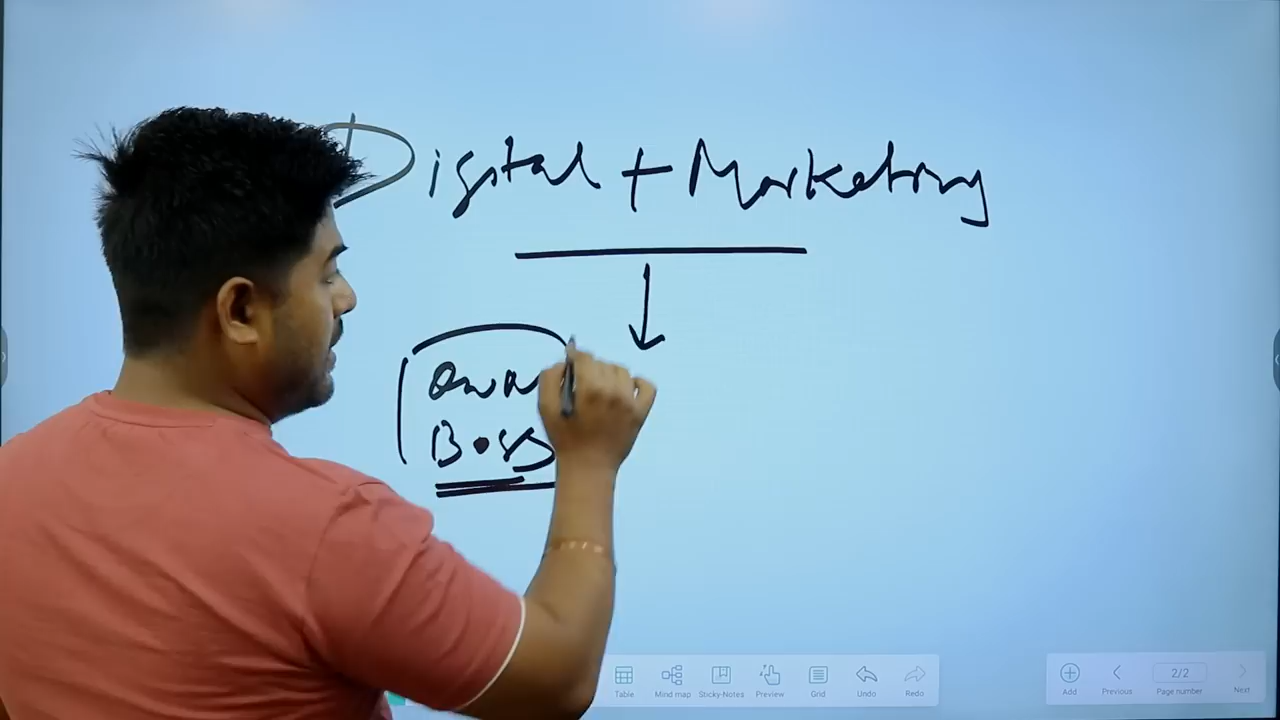 Digital + Marketing
own
Boss
Table Mind map Sticky-Notes Preview Grid Undo Redo
Add Previous 2/2 Page number Next